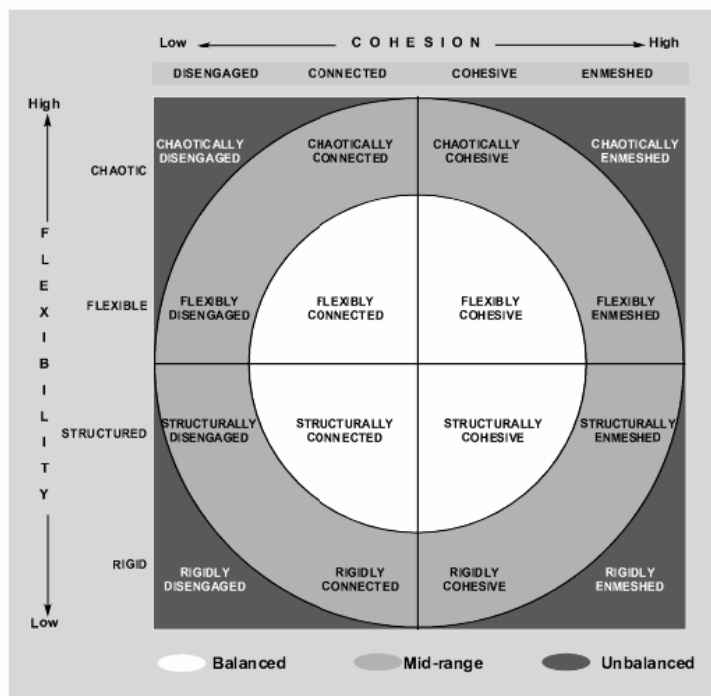 Low COHESION High
DISENGAGED CONNECTED COHESIVE ENMESHED
High
FLEXIBILITY
Low
CHAOTIC
CHAOTICALLY DISENGAGED
CHAOTICALLY CONNECTED
CHAOTICALLY COHESIVE
CHAOTICALLY ENMESHED
FLEXIBLE
FLEXIBLY DISENGAGED
FLEXIBLY CONNECTED
FLEXIBLY COHESIVE
FLEXIBLY ENMESHED
STRUCTURED
STRUCTURALLY DISENGAGED
STRUCTURALLY CONNECTED
STRUCTURALLY COHESIVE
STRUCTURALLY ENMESHED
RIGID
RIGIDLY DISENGAGED
RIGIDLY CONNECTED
RIGIDLY COHESIVE
RIGIDLY ENMESHED
Balanced Mid-range Unbalanced